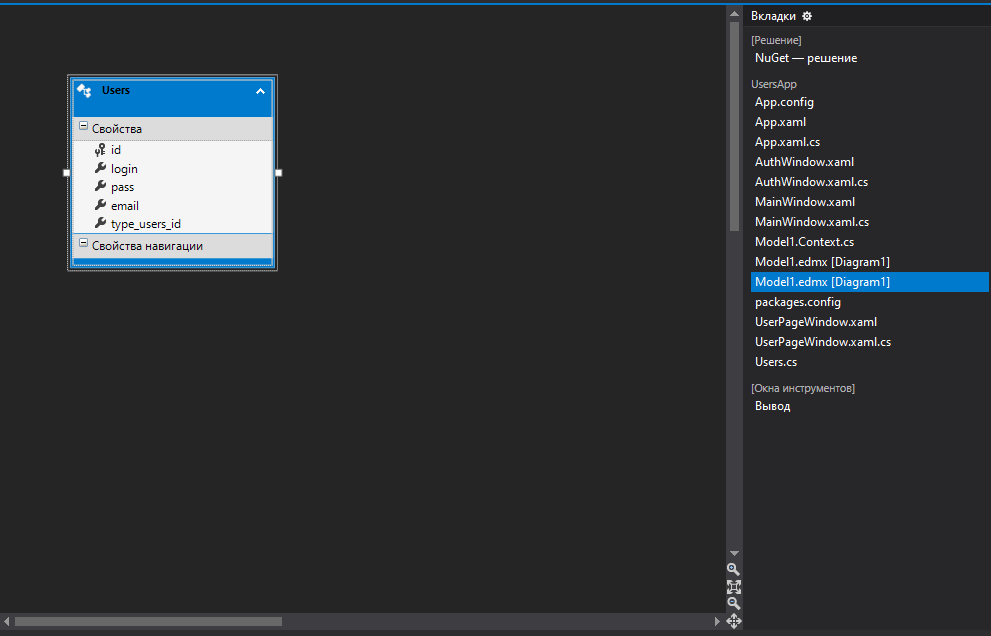 Users
Свойства
id
login
pass
email
type_users_id
Свойства навигации
Вкладки
[Решение]
NuGet — решение
UsersApp
App.config
App.xaml
App.xaml.cs
AuthWindow.xaml
AuthWindow.xaml.cs
MainWindow.xaml
MainWindow.xaml.cs
Model1.Context.cs
Model1.edmx [Diagram1]
Model1.edmx [Diagram1]
packages.config
UserPageWindow.xaml
UserPageWindow.xaml.cs
Users.cs
[Окна инструментов]
Вывод